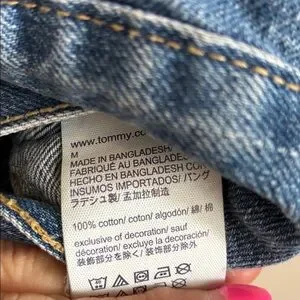 www.tommy.co
M
MADE IN BANGLADESH/
FABRIQUÉ AU BANGLADESH
HECHO EN BANGLADESH CON
INSUMOS IMPORTADOS/ バング
ラデシュ製/ 孟加拉制造
100% cotton/ coton/ algodón/ 綿/ 棉
exclusive of decoration/ sauf
décoration/ excluye la decoración/
装飾部分を除く/ 装饰部分除外